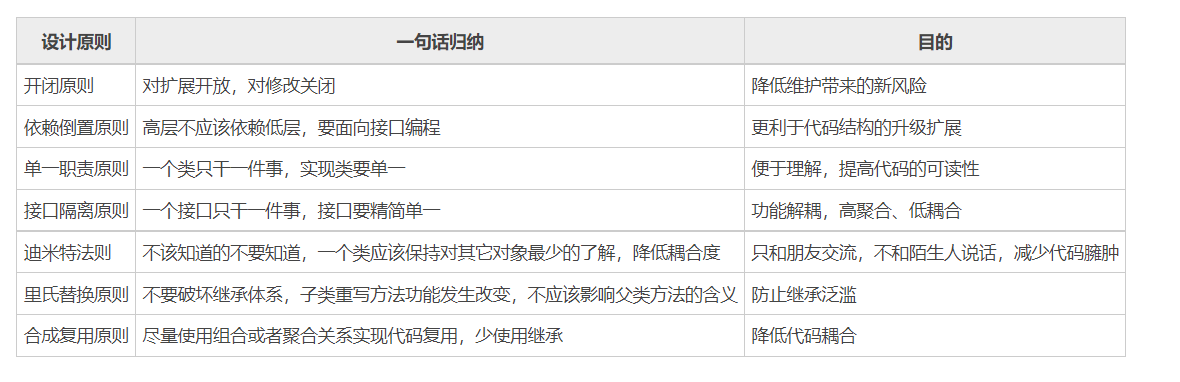 设计原则 一句话归纳 目的
开闭原则 对扩展开放，对修改关闭 降低维护带来的新风险
依赖倒置原则 高层不应该依赖低层，要面向接口编程 更利于代码结构的升级扩展
单一职责原则 一个类只干一件事，实现类要单一 便于理解，提高代码的可读性
接口隔离原则 一个接口只干一件事，接口要精简单一 功能解耦，高聚合、低耦合
迪米特法则 不该知道的不要知道，一个类应该保持对其它对象最少的了解，降低耦合度 只和朋友交流，不和陌生人说话，减少代码臃肿
里氏替换原则 不要破坏继承体系，子类重写方法功能发生改变，不应该影响父类方法的含义 防止继承泛滥
合成复用原则 尽量使用组合或者聚合关系实现代码复用，少使用继承 降低代码耦合